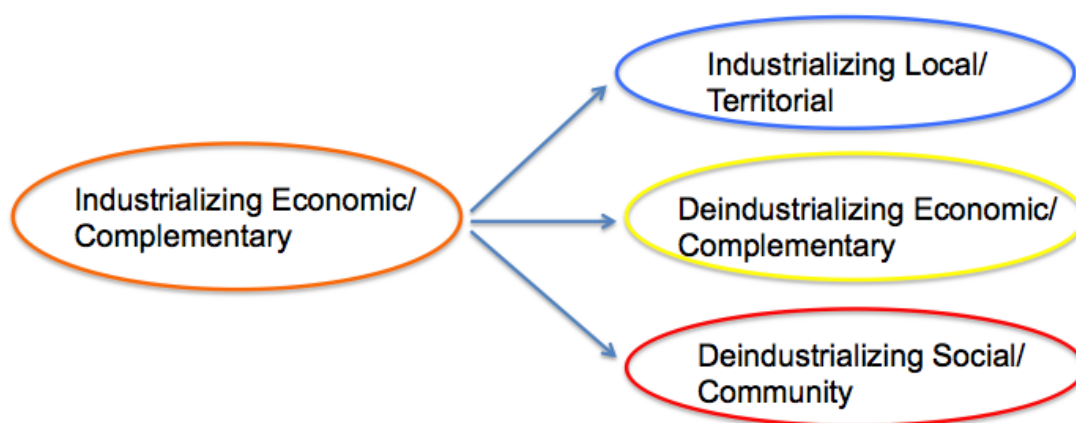 Industrializing Local/
Territorial
Industrializing Economic/
Complementary
Deindustrializing Economic/
Complementary
Deindustrializing Social/
Community